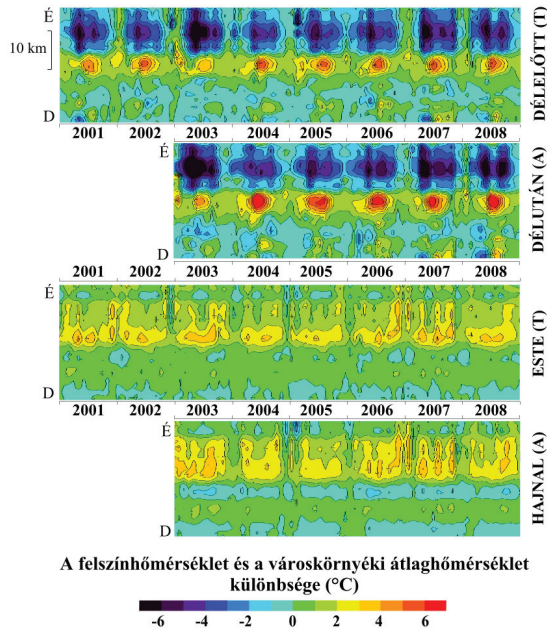 É
10 km
D
DÉLELŐTT (T)
2001 2002 2003 2004 2005 2006 2007 2008
É
D
DÉLUTÁN (A)
2001 2002 2003 2004 2005 2006 2007 2008
É
D
ESTE (T)
2001 2002 2003 2004 2005 2006 2007 2008
É
D
HAJNAL (A)
A felszínhőmérséklet és a városkörnyéki átlaghőmérséklet
különbsége (°C)
-6 -4 -2 0 2 4 6